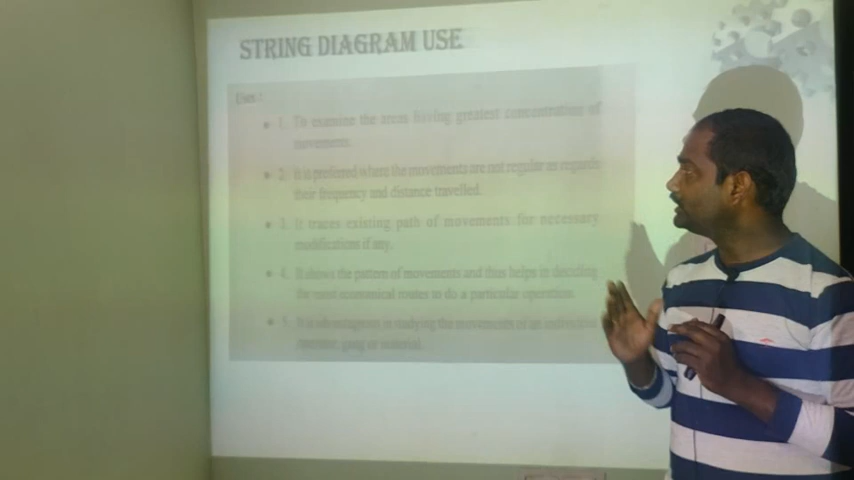 STRING DIAGRAM USE
Uses :
1. To examine the areas having greatest concentration of
movements.
2. It is preferred where the movements are not regular as regards
their frequency and distance travelled.
3. It traces existing path of movements for necessary
modifications if any.
4. It shows the pattern of movements and thus helps in deciding
the most economical routes to do a particular operation.
5. It is advantageous in studying the movements of an
gang or material.